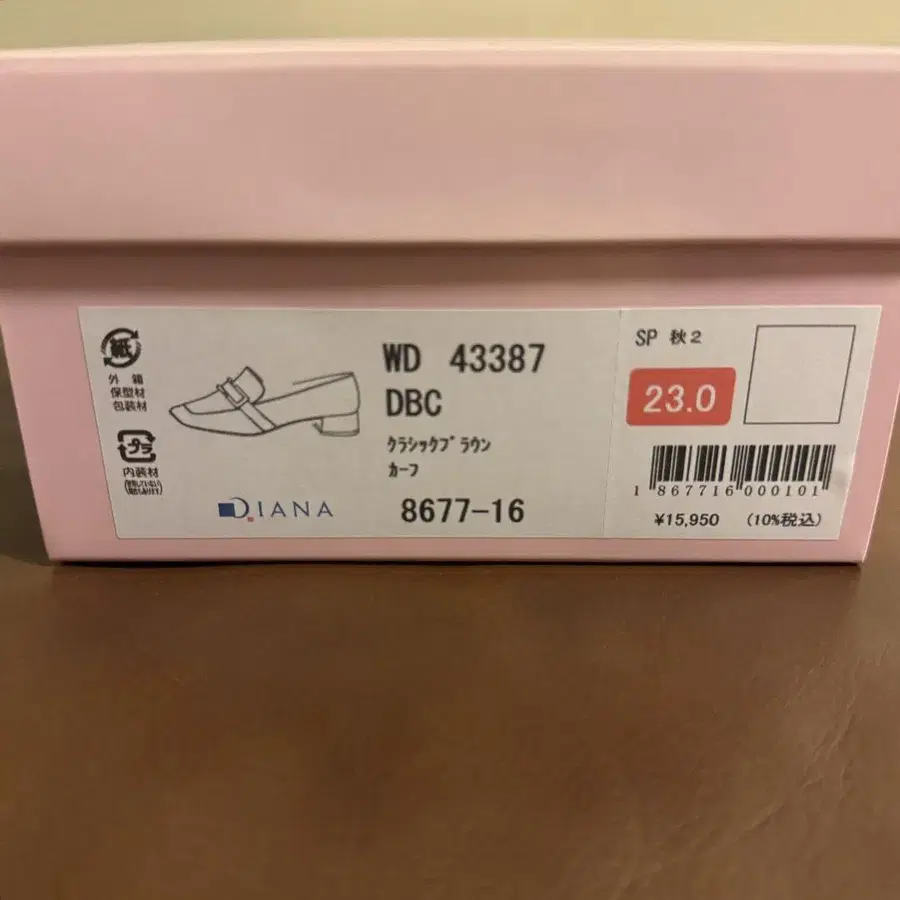 紙
外 箱
保型材
包装材
プラ
内装材
DIANA
WD 43387
DBC
クラシックブラウン
カーフ
8677-16
SP 秋2
23.0
1 867716 000101
¥15,950 (10%税込)